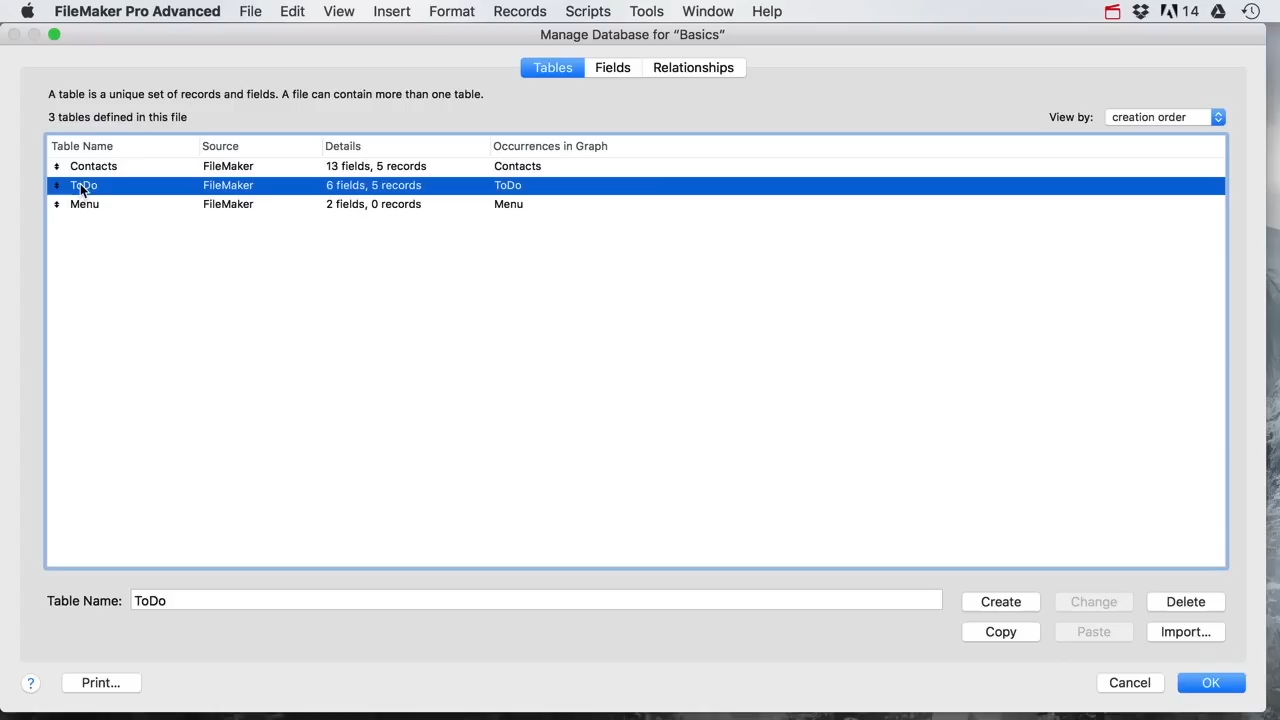 FileMaker Pro Advanced File Edit View Insert Format Records Scripts Tools Window Help 14
Manage Database for “Basics”
Tables Fields Relationships
A table is a unique set of records and fields. A file can contain more than one table.
3 tables defined in this file View by: creation order
Table Name Source Details Occurrences in Graph
Contacts FileMaker 13 fields, 5 records Contacts
ToDo FileMaker 6 fields, 5 records ToDo
Menu FileMaker 2 fields, 0 records Menu
Table Name: ToDo Create Change Delete
Copy Paste Import...
? Print... Cancel OK